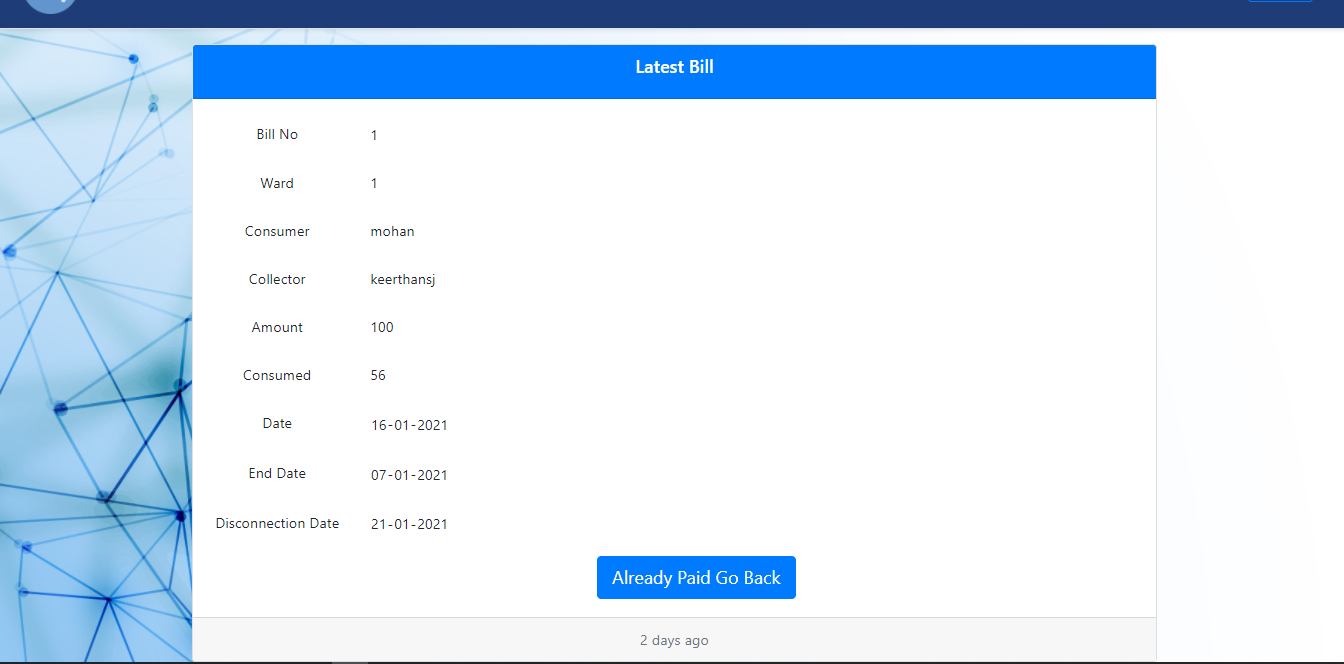 Latest Bill
Bill No 1
Ward 1
Consumer mohan
Collector keerthansj
Amount 100
Consumed 56
Date 16-01-2021
End Date 07-01-2021
Disconnection Date 21-01-2021
Already Paid Go Back
2 days ago